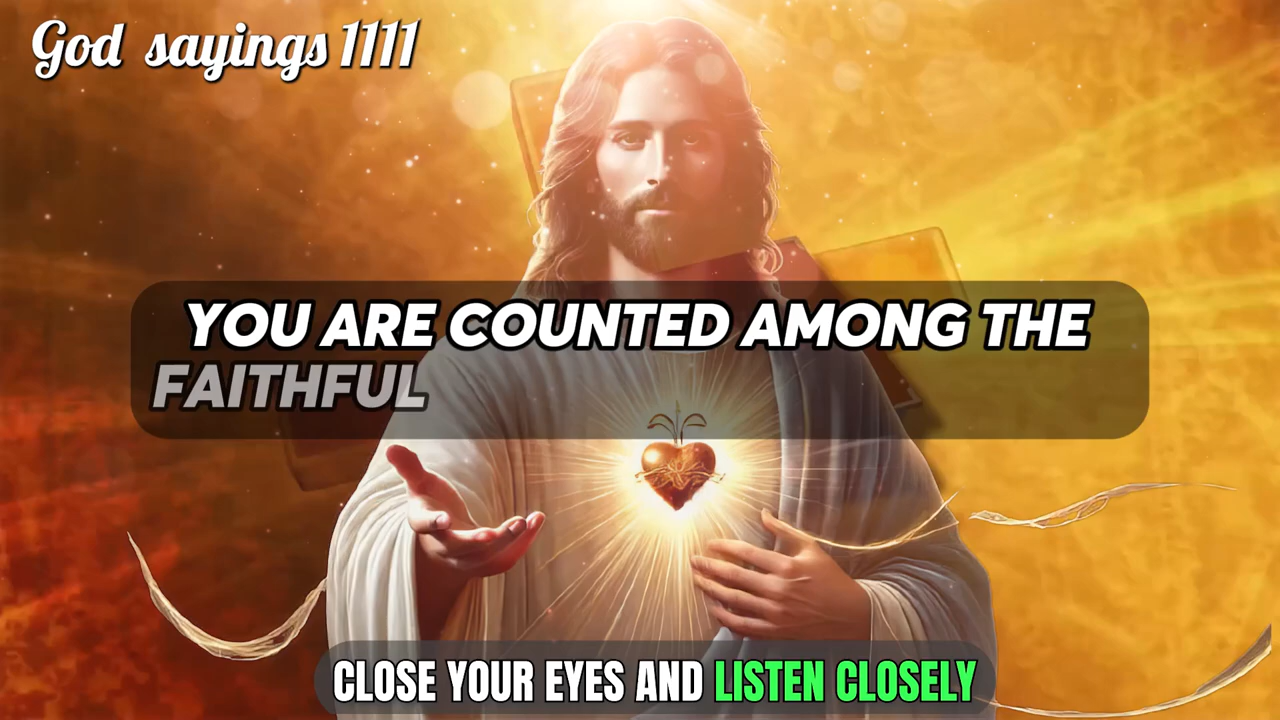 God sayings 1111
YOU ARE COUNTED AMONG THE
FAITHFUL
CLOSE YOUR EYES AND LISTEN CLOSELY